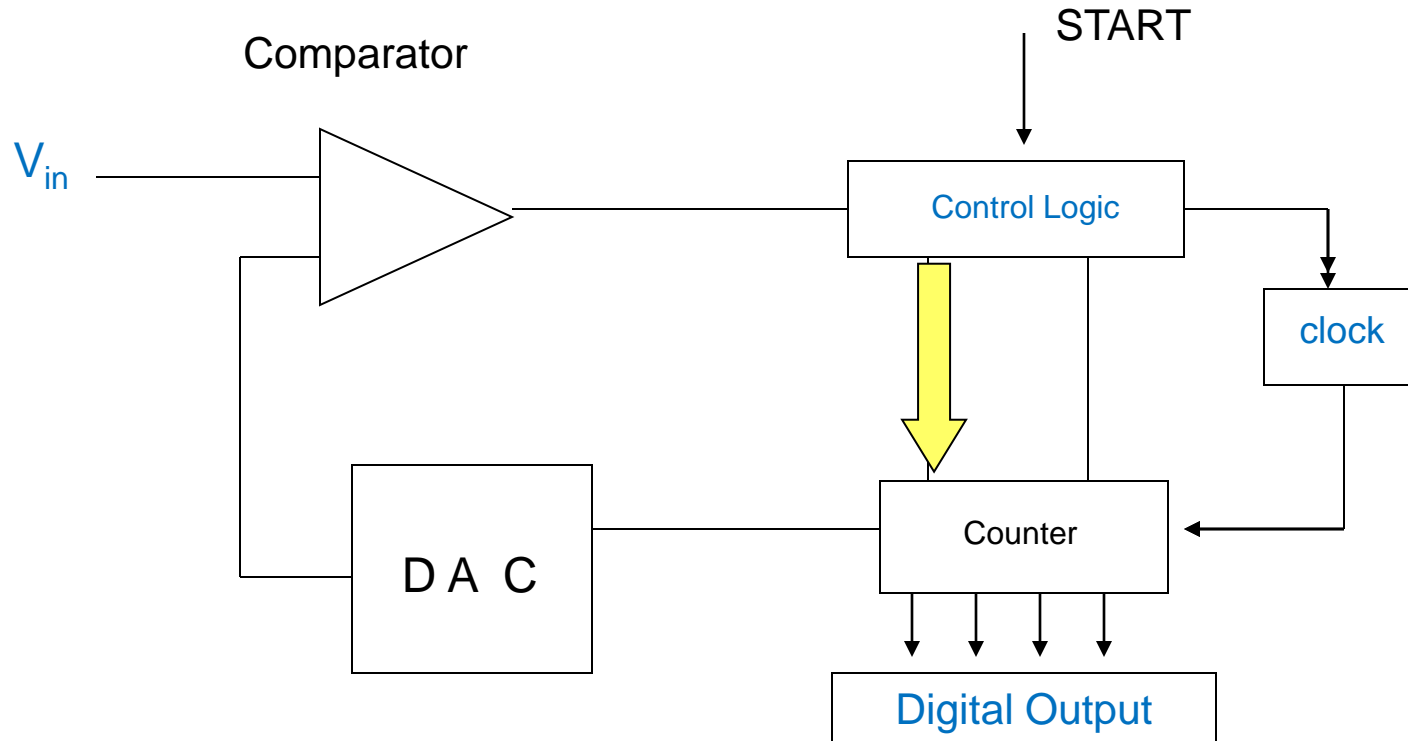 START
Comparator
Vin
Control Logic
clock
Counter
D A C
Digital Output